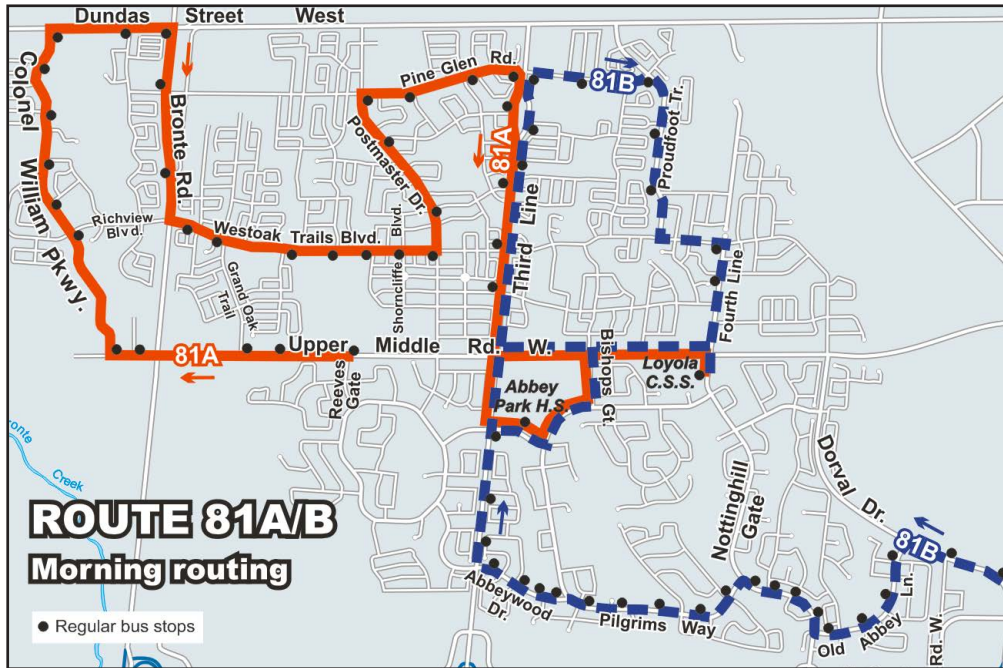 Dundas Street West
Colonel William Pkwy.
Bronte Rd.
Pine Glen Rd.
81B
81A
Postmaster Dr.
Proudfoot Tr.
Third Line
Richview
Blvd.
Westoak Trails Blvd.
Shorncliffe Blvd.
Grand Oak
Trail
Fourth Line
Upper Middle Rd. W.
81A
Reeves
Gate
Bishops Gt.
Loyola
C.S.S.
Abbey
Park H.S.
Creek
Nottinghill
Gate
Dorval Dr.
81B
ROUTE 81A/B
Morning routing
Regular bus stops
Abbeywood
Dr.
Pilgrims Way
Old Abbey Ln.
Rd. W.